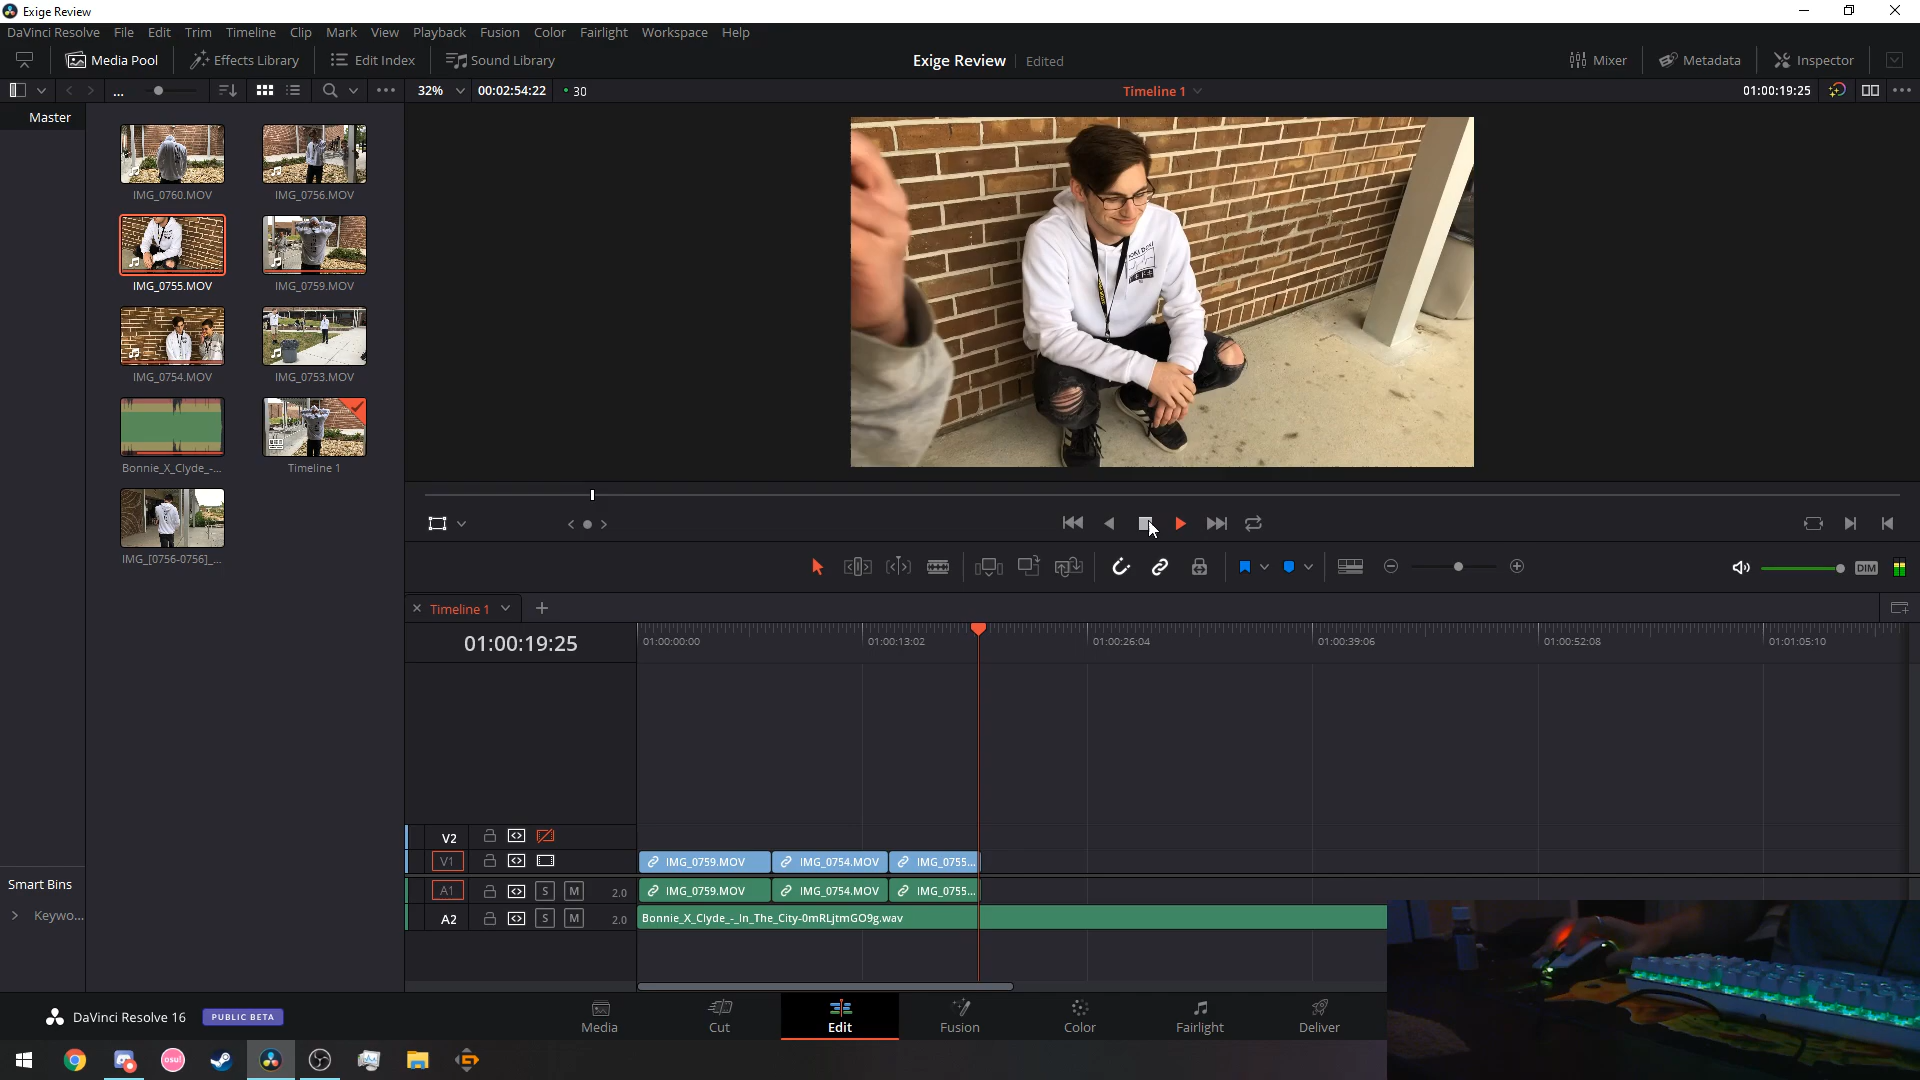 Exige Review
DaVinci Resolve File Edit Trim Timeline Clip Mark View Playback Fusion Color Fairlight Workspace Help
Media Pool Effects Library Edit Index Sound Library Exige Review Edited Mixer Metadata Inspector
... 32% 00:02:54:22 30 Timeline 1 01:00:19:25
Master
IMG_0760.MOV IMG_0756.MOV
IMG_0755.MOV IMG_0759.MOV
IMG_0754.MOV IMG_0753.MOV
Bonnie_X_Clyde_-... Timeline 1
IMG_[0756-0756]_...
DIM
Timeline 1
01:00:19:25 01:00:00:00 01:00:13:02 01:00:26:04 01:00:39:06 01:00:52:08 01:01:05:10
V2
V1 IMG_0759.MOV IMG_0754.MOV IMG_0755...
A1 S M 2.0 IMG_0759.MOV IMG_0754.MOV IMG_0755...
A2 S M 2.0 Bonnie_X_Clyde_-_In_The_City-0mRLjtmGO9g.wav
Smart Bins
Keywo...
DaVinci Resolve 16 PUBLIC BETA
Media Cut Edit Fusion Color Fairlight Deliver
osu!